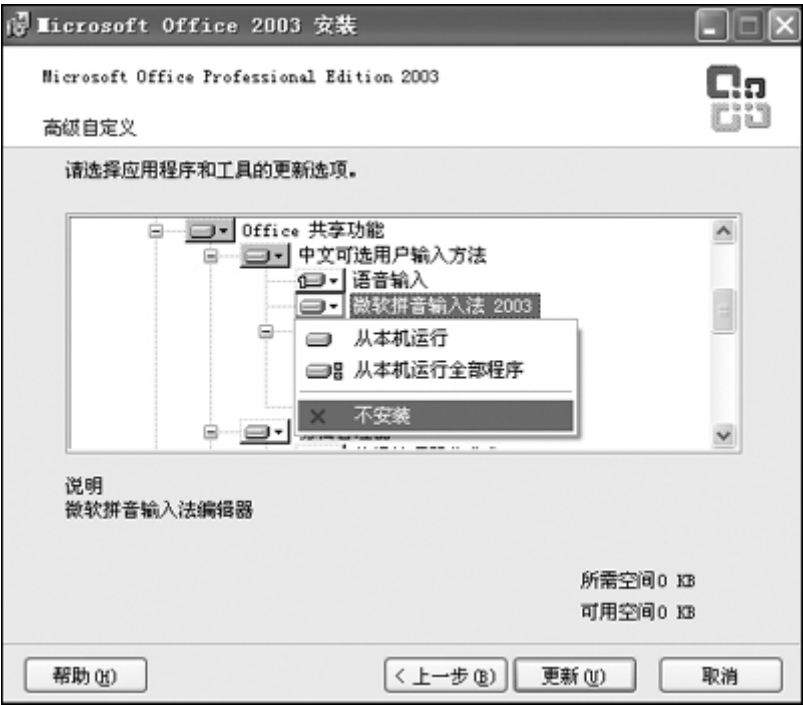 Microsoft Office 2003 安装
Microsoft Office Professional Edition 2003
高级自定义
请选择应用程序和工具的更新选项。
Office 共享功能
中文可选用户输入方法
语音输入
微软拼音输入法 2003
从本机运行
从本机运行全部程序
不安装
说明
微软拼音输入法编辑器
所需空间0 KB
可用空间0 KB
帮助(H)
<上一步(B)
更新(U)
取消